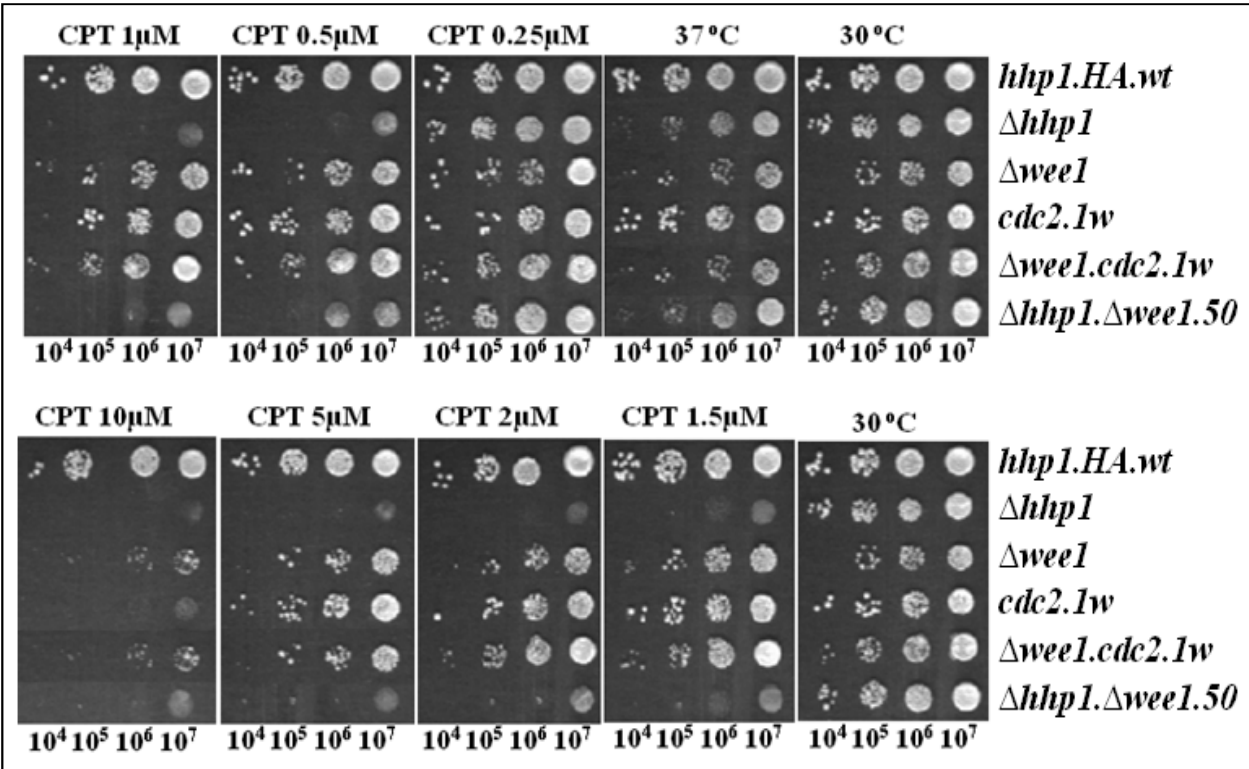 CPT 1µM CPT 0.5µM CPT 0.25µM 37°C 30°C
hhp1.HA.wt
Δhhp1
Δwee1
cdc2.1w
Δwee1.cdc2.1w
Δhhp1.Δwee1.50
10⁴ 10⁵ 10⁶ 10⁷ 10⁴ 10⁵ 10⁶ 10⁷ 10⁴ 10⁵ 10⁶ 10⁷ 10⁴ 10⁵ 10⁶ 10⁷ 10⁴ 10⁵ 10⁶ 10⁷
CPT 10µM CPT 5µM CPT 2µM CPT 1.5µM 30°C
hhp1.HA.wt
Δhhp1
Δwee1
cdc2.1w
Δwee1.cdc2.1w
Δhhp1.Δwee1.50
10⁴ 10⁵ 10⁶ 10⁷ 10⁴ 10⁵ 10⁶ 10⁷ 10⁴ 10⁵ 10⁶ 10⁷ 10⁴ 10⁵ 10⁶ 10⁷ 10⁴ 10⁵ 10⁶ 10⁷